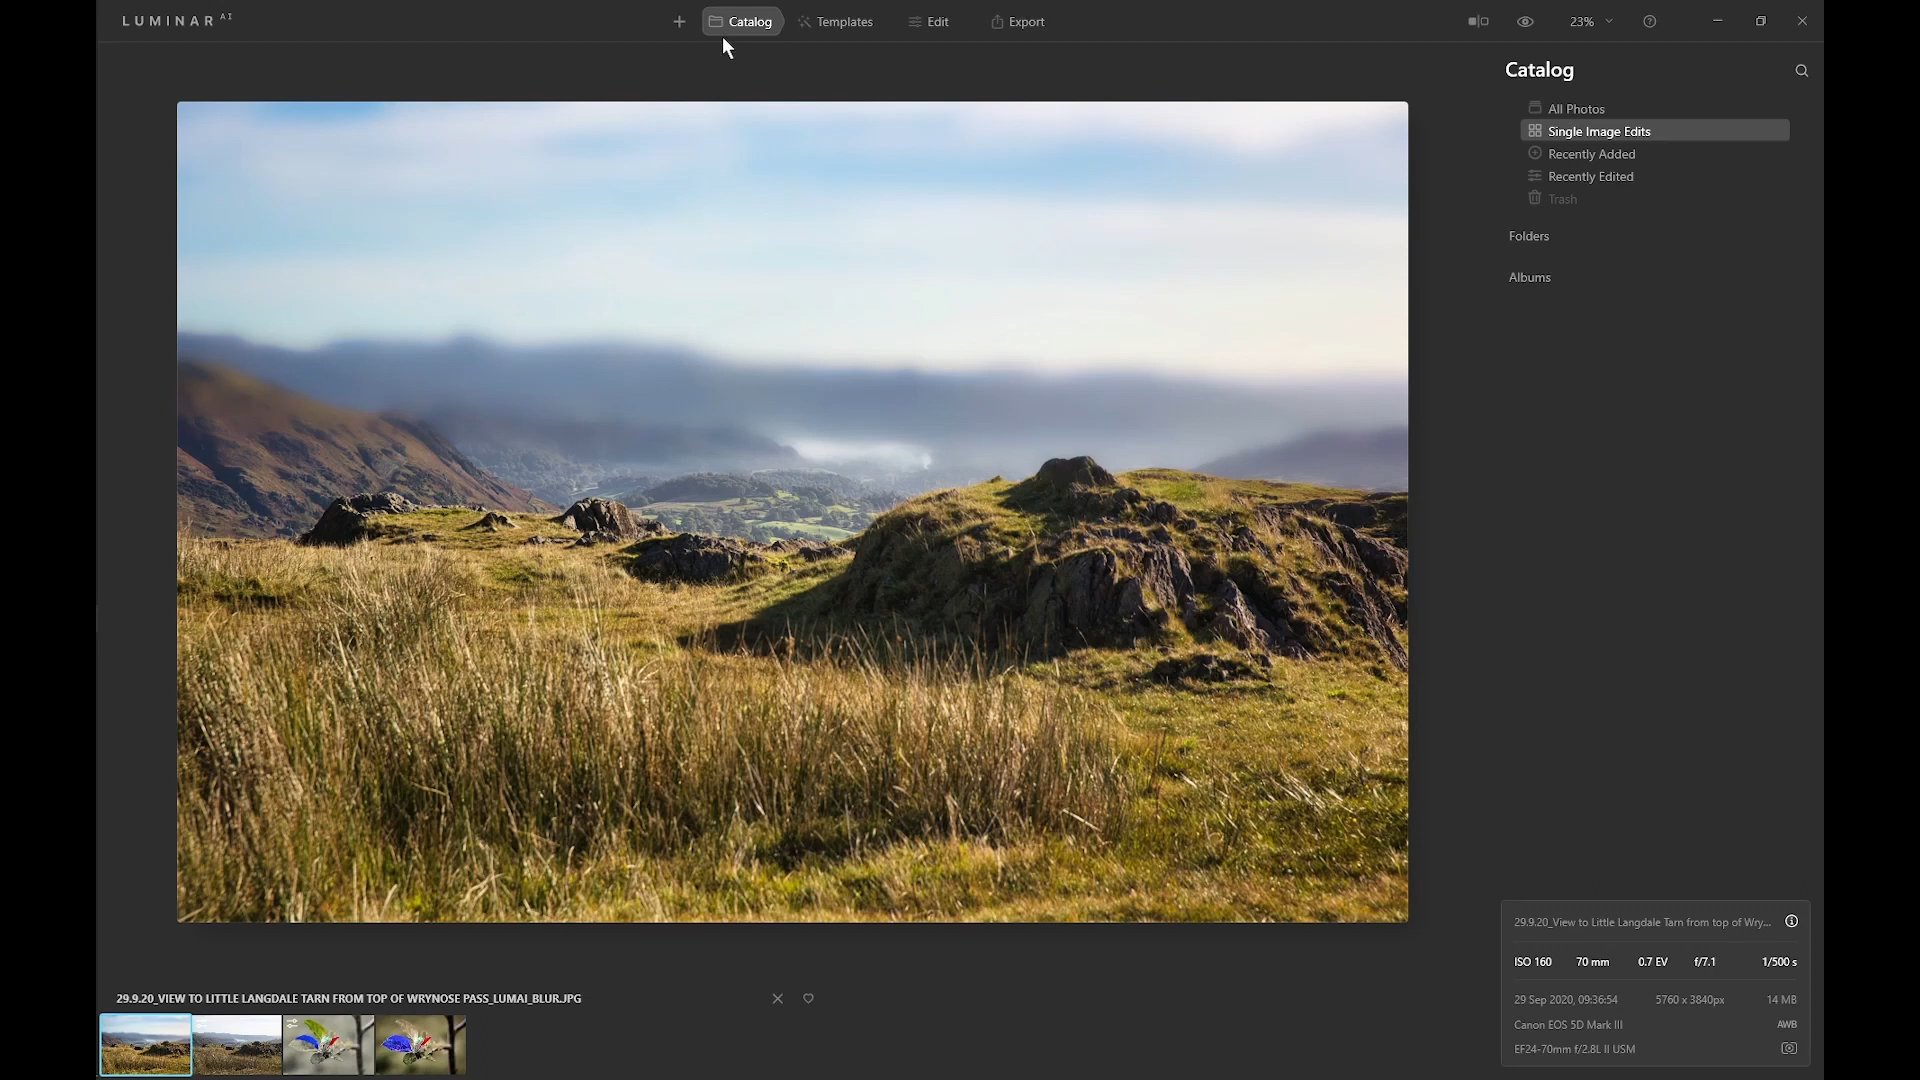 LUMINAR AI
Catalog
Templates
Edit
Export
23%
Catalog
All Photos
Single Image Edits
Recently Added
Recently Edited
Trash
Folders
Albums
29.9.20_View to Little Langdale Tarn from top of Wry...
ISO 160 70 mm 0.7 EV f/7.1 1/500 s
29 Sep 2020, 09:36:54 5760 x 3840px 14 MB
Canon EOS 5D Mark III AWB
EF24-70mm f/2.8L II USM
29.9.20_VIEW TO LITTLE LANGDALE TARN FROM TOP OF WRYNOSE PASS_LUMAI_BLUR.JPG